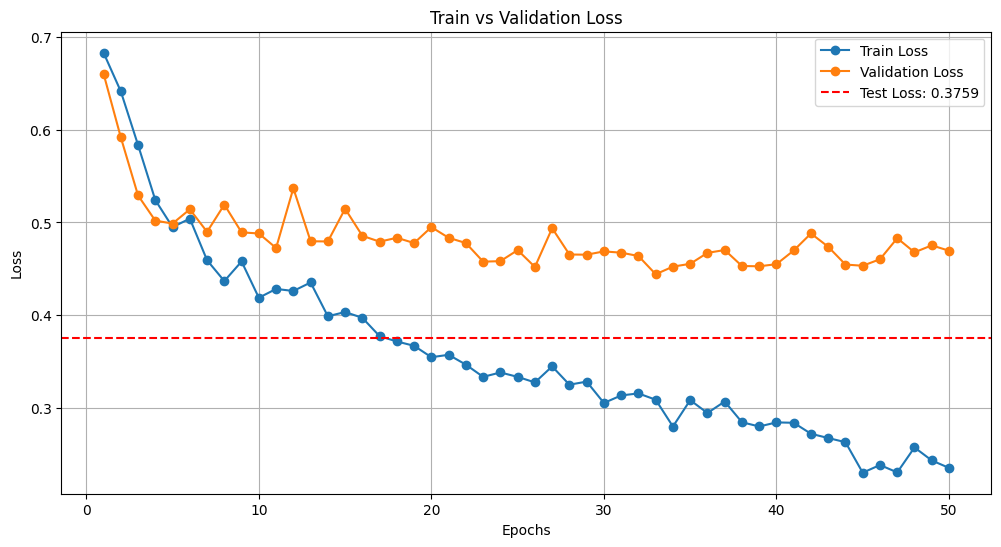 Train vs Validation Loss
Train Loss
Validation Loss
Test Loss: 0.3759
0.7
0.6
0.5
0.4
0.3
Loss
0
10
20
30
40
50
Epochs